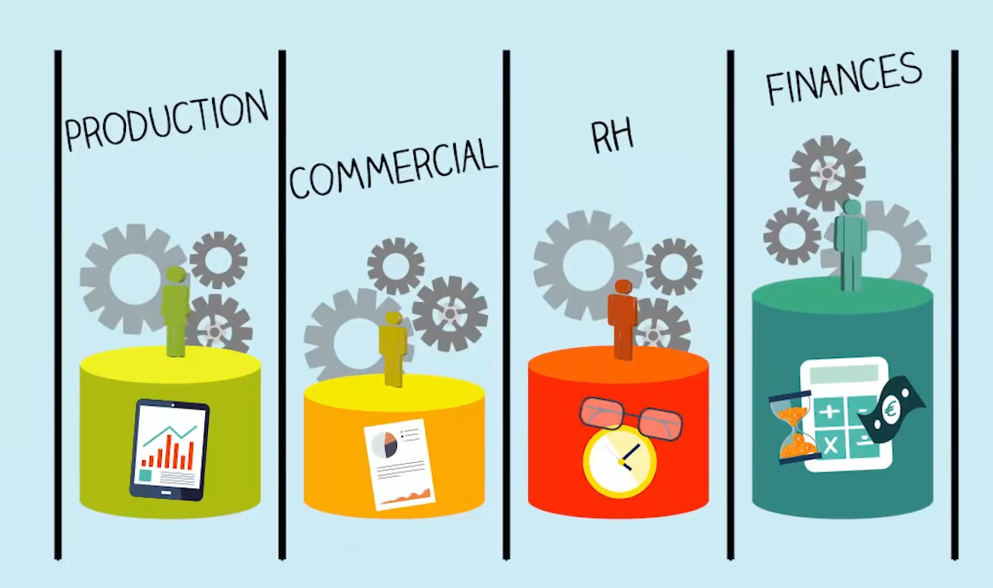 PRODUCTION
COMMERCIAL
RH
FINANCES
+
-
X
=
€